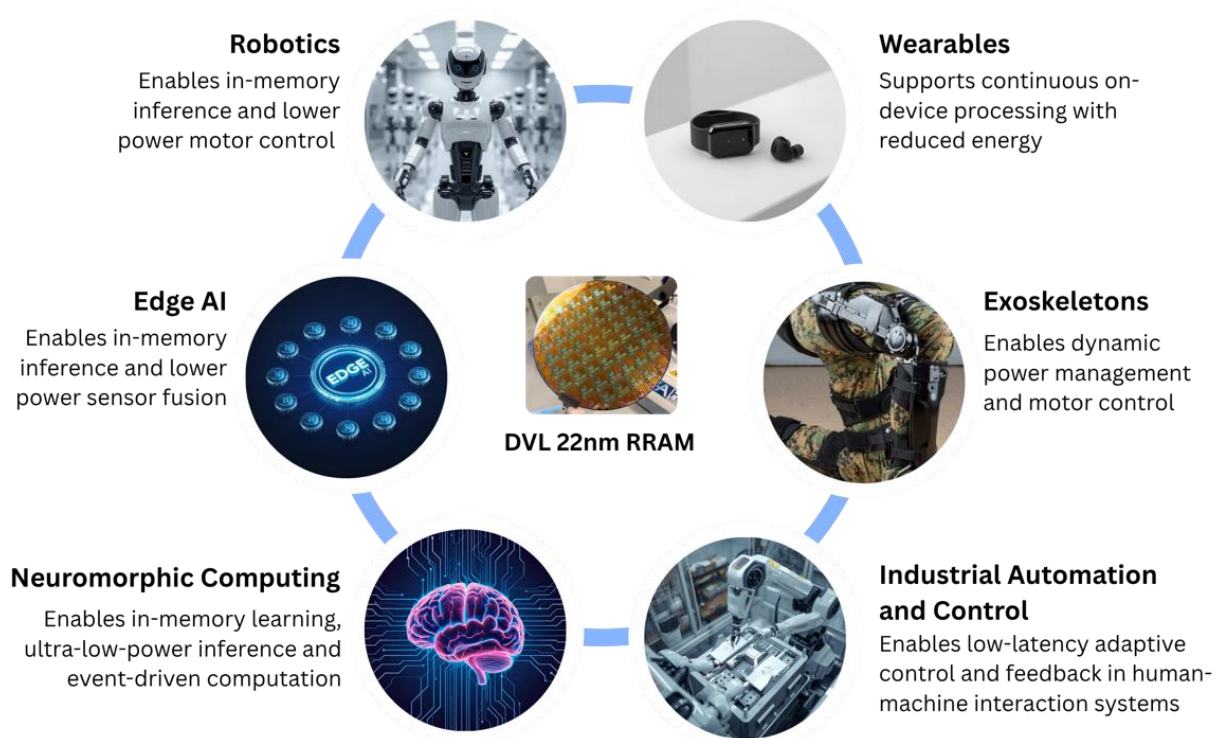 Robotics
Enables in-memory
inference and lower
power motor control
Wearables
Supports continuous on-
device processing with
reduced energy
Edge AI
Enables in-memory
inference and lower
power sensor fusion
EDGE
AI
DVL 22nm RRAM
Exoskeletons
Enables dynamic
power management
and motor control
Neuromorphic Computing
Enables in-memory learning,
ultra-low-power inference and
event-driven computation
Industrial Automation
and Control
Enables low-latency adaptive
control and feedback in human-
machine interaction systems